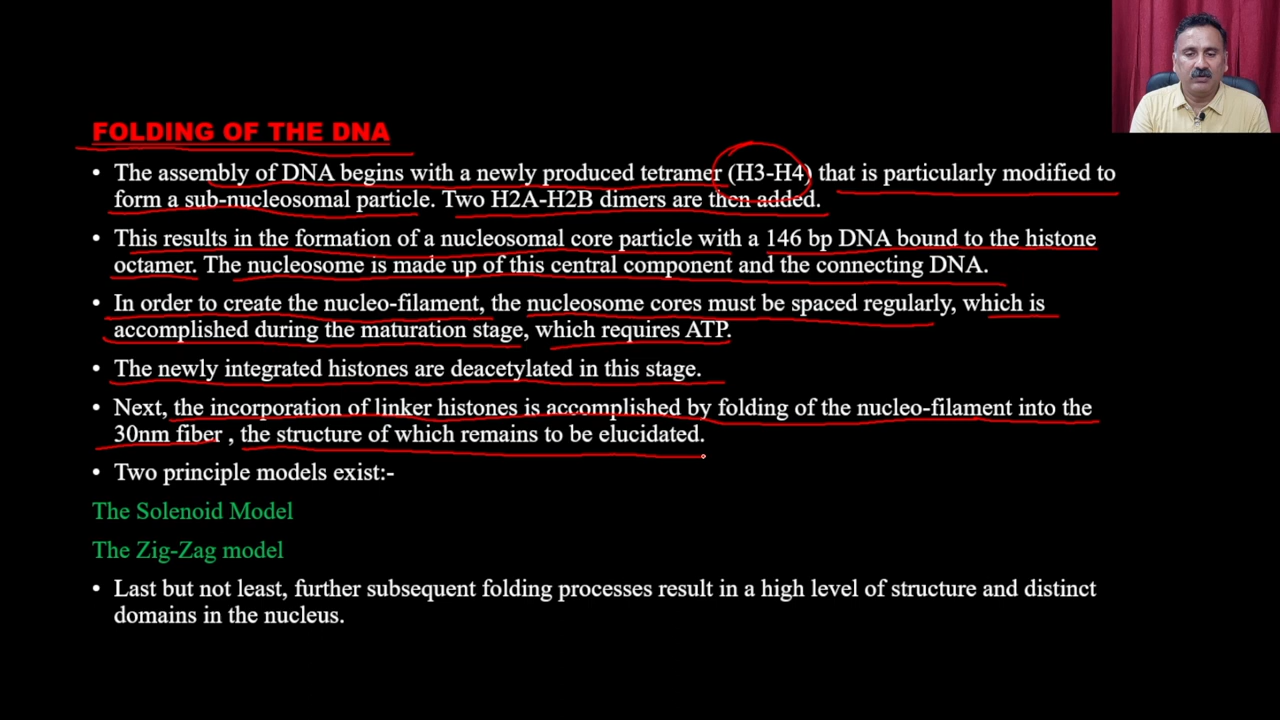 FOLDING OF THE DNA
• The assembly of DNA begins with a newly produced tetramer (H3-H4) that is particularly modified to
form a sub-nucleosomal particle. Two H2A-H2B dimers are then added.
• This results in the formation of a nucleosomal core particle with a 146 bp DNA bound to the histone
octamer. The nucleosome is made up of this central component and the connecting DNA.
• In order to create the nucleo-filament, the nucleosome cores must be spaced regularly, which is
accomplished during the maturation stage, which requires ATP.
• The newly integrated histones are deacetylated in this stage.
• Next, the incorporation of linker histones is accomplished by folding of the nucleo-filament into the
30nm fiber , the structure of which remains to be elucidated.
• Two principle models exist:-
The Solenoid Model
The Zig-Zag model
• Last but not least, further subsequent folding processes result in a high level of structure and distinct
domains in the nucleus.